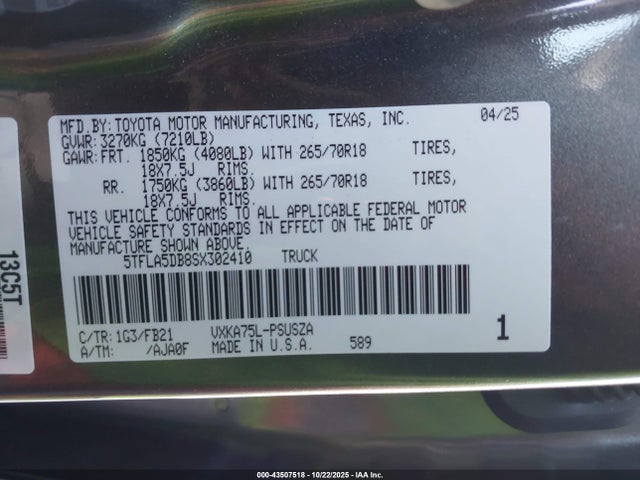 MFD.BY:TOYOTA MOTOR MANUFACTURING, TEXAS, INC. 04/25
GVWR:3270KG (7210LB)
GAWR:FRT. 1850KG (4080LB) WITH 265/70R18 TIRES,
18X7.5J RIMS.
RR. 1750KG (3860LB) WITH 265/70R18 TIRES,
18X7.5J RIMS.
THIS VEHICLE CONFORMS TO ALL APPLICABLE FEDERAL MOTOR
VEHICLE SAFETY STANDARDS IN EFFECT ON THE DATE OF
MANUFACTURE SHOWN ABOVE.
5TFLA5DB8SX302410 TRUCK
C/TR:1G3/FB21 VXKA75L-PSUSZA
A/TM: /AJA0F MADE IN U.S.A. 589
1
13C5T
000-43507518 - 10/22/2025 - IAA Inc.